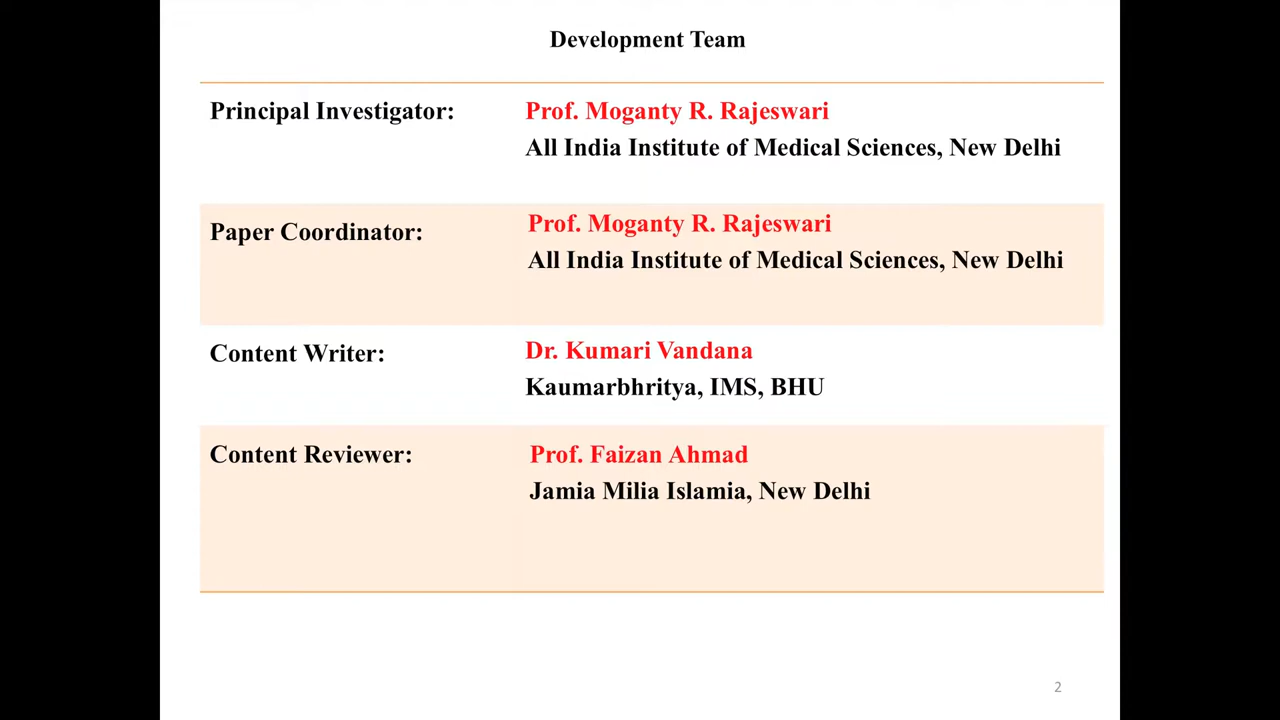 Development Team
Principal Investigator:
Prof. Moganty R. Rajeswari
All India Institute of Medical Sciences, New Delhi
Paper Coordinator:
Prof. Moganty R. Rajeswari
All India Institute of Medical Sciences, New Delhi
Content Writer:
Dr. Kumari Vandana
Kaumarbhritya, IMS, BHU
Content Reviewer:
Prof. Faizan Ahmad
Jamia Milia Islamia, New Delhi
2